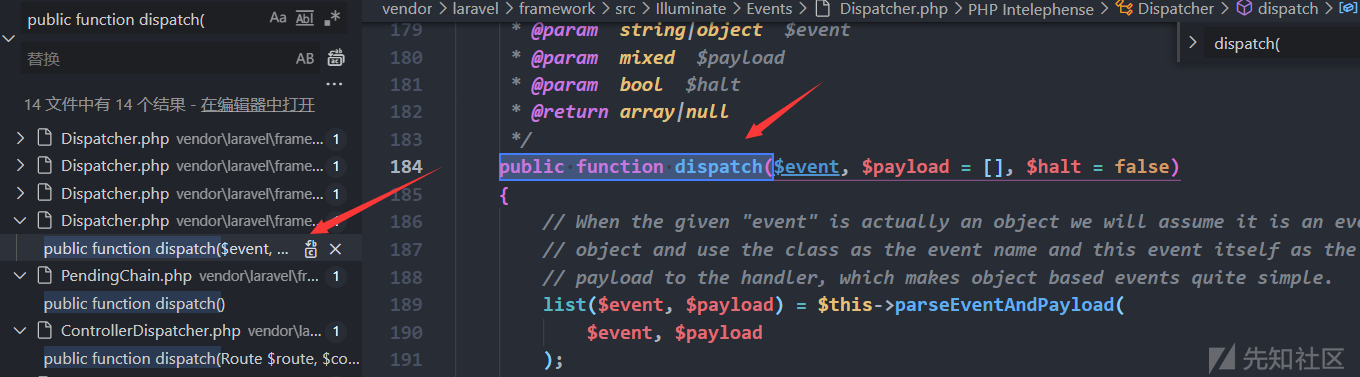 public function dispatch(
Aa
Ab
.*
替换
AB
...
14 文件中有 14 个结果 - 在编辑器中打开
Dispatcher.php vendor\laravel\frame... 1
Dispatcher.php vendor\laravel\frame... 1
Dispatcher.php vendor\laravel\frame... 1
Dispatcher.php vendor\laravel\frame... 1
public function dispatch($event, ...
PendingChain.php vendor\laravel\fr... 1
public function dispatch()
ControllerDispatcher.php vendor\la... 1
public function dispatch(Route $route, $co...
vendor > laravel > framework > src > Illuminate > Events > Dispatcher.php > PHP Intelephense > Dispatcher > dispatch >
dispatch(
179 * @param string|object $event
180 * @param mixed $payload
181 * @param bool $halt
182 * @return array|null
183 */
184 public function dispatch($event, $payload = [], $halt = false)
185 {
186 // When the given "event" is actually an object we will assume it is an eve
187 // object and use the class as the event name and this event itself as the
188 // payload to the handler, which makes object based events quite simple.
189 list($event, $payload) = $this->parseEventAndPayload(
190 $event, $payload
191 );
先知社区